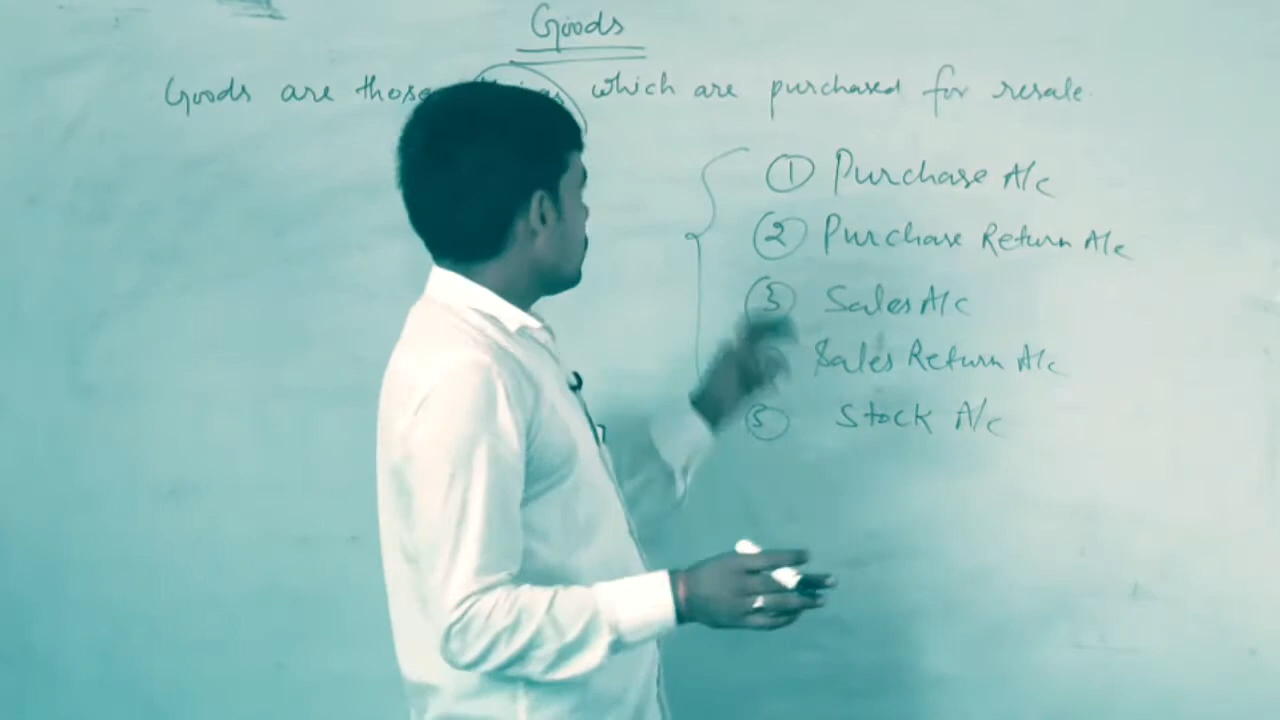 Goods
Goods are those which are purchased for resale.
① Purchase A/c
② Purchase Return A/c
③ Sales A/c
Sales Return A/c
⑤ Stock A/c